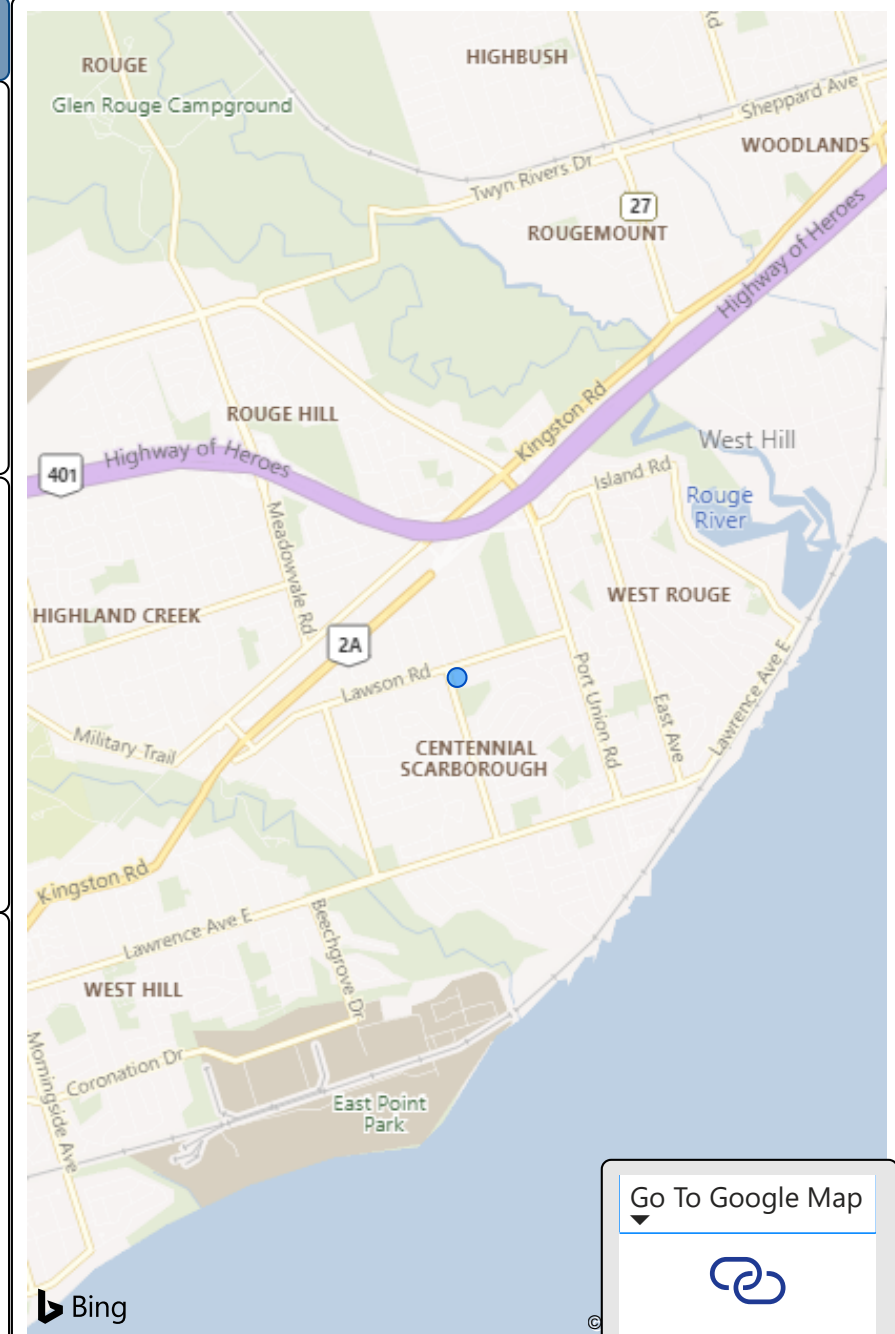 Rd
HIGHBUSH
ROUGE
Glen Rouge Campground
Sheppard Ave
WOODLANDS
Twyn Rivers Dr
27
ROUGEMOUNT
Highway of Heroes
Kingston Rd
ROUGE HILL
West Hill
Highway of Heroes
401
Island Rd
Rouge
River
Meadowvale Rd
WEST ROUGE
HIGHLAND CREEK
2A
Lawson Rd
Port Union Rd
East Ave
Lawrence Ave E
Military Trail
CENTENNIAL
SCARBOROUGH
Kingston Rd
Lawrence Ave E
Beechgrove Dr
WEST HILL
Morningside Ave
Coronation Dr
East Point
Park
Go To Google Map
Bing
©